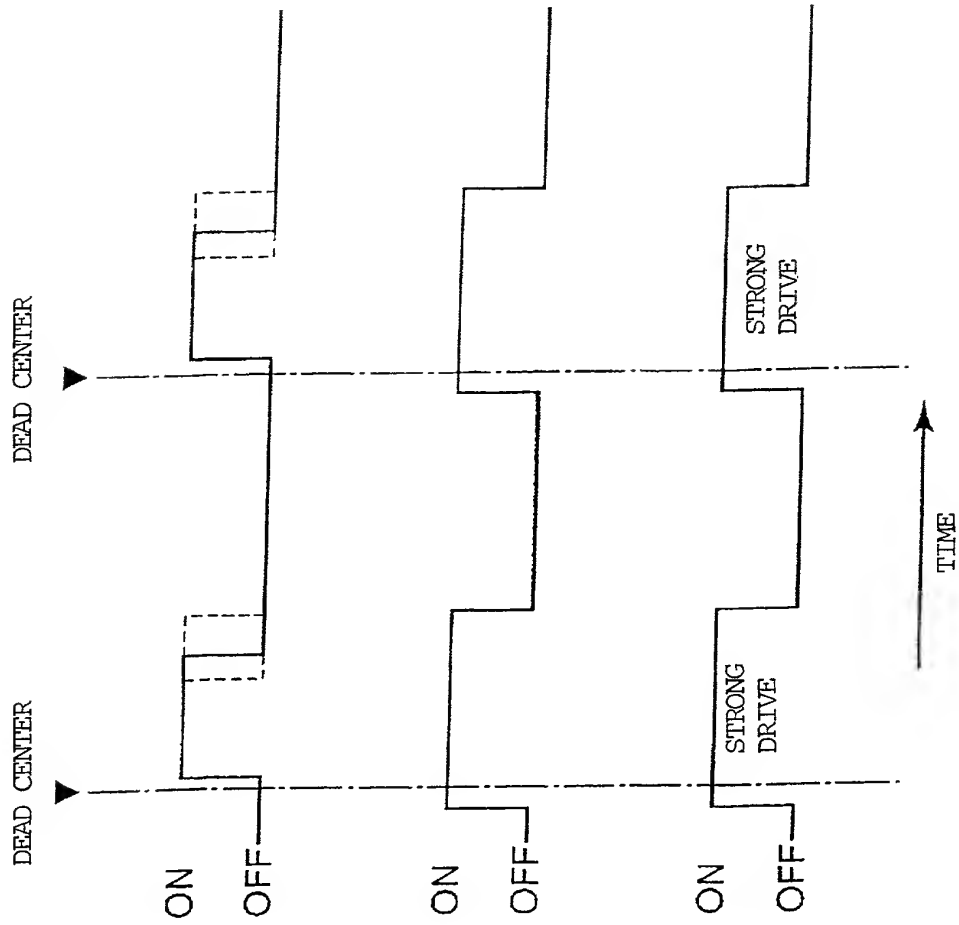 DEAD CENTER
DEAD CENTER
ON
OFF
ON
OFF
ON
STRONG
DRIVE
STRONG
DRIVE
OFF
TIME